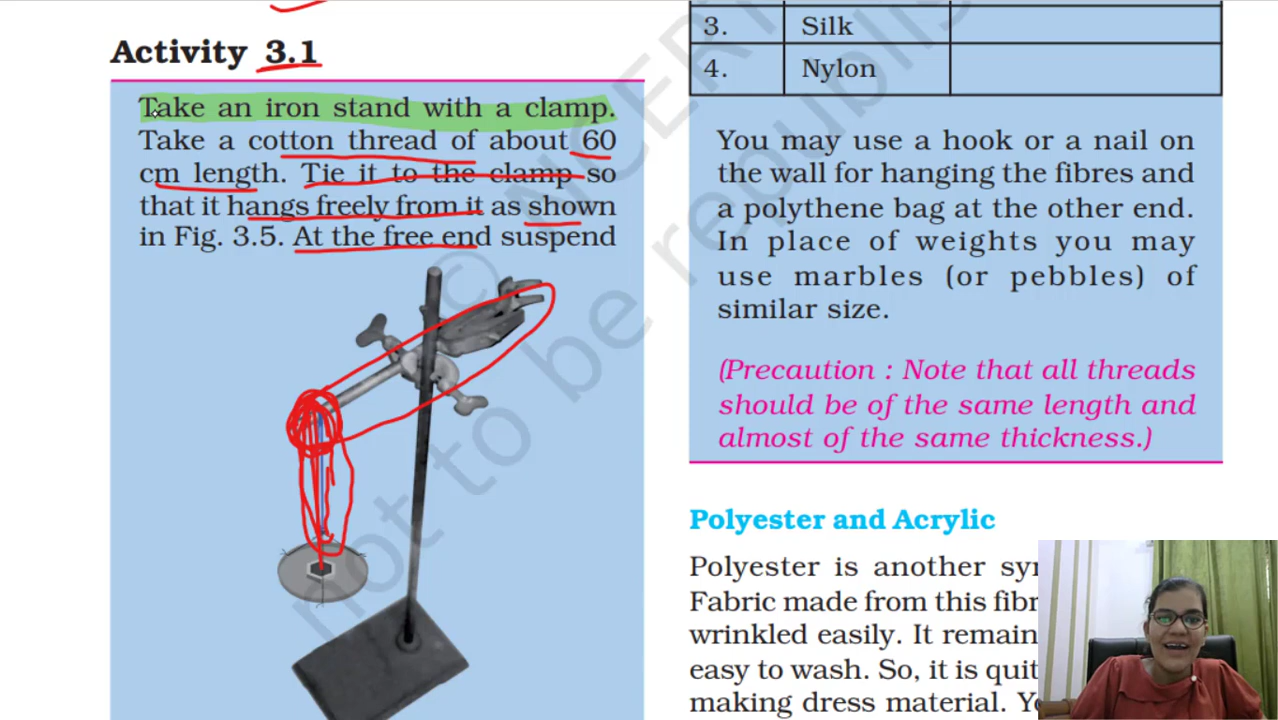 Activity 3.1
Take an iron stand with a clamp.
Take a cotton thread of about 60
cm length. Tie it to the clamp so
that it hangs freely from it as shown
in Fig. 3.5. At the free end suspend
3. Silk
4. Nylon
You may use a hook or a nail on
the wall for hanging the fibres and
a polythene bag at the other end.
In place of weights you may
use marbles (or pebbles) of
similar size.
(Precaution : Note that all threads
should be of the same length and
almost of the same thickness.)
Polyester and Acrylic
Polyester is another
Fabric made from this
wrinkled easily. It
easy to wash. So, it is
making dress material.
© NCERT
not to be